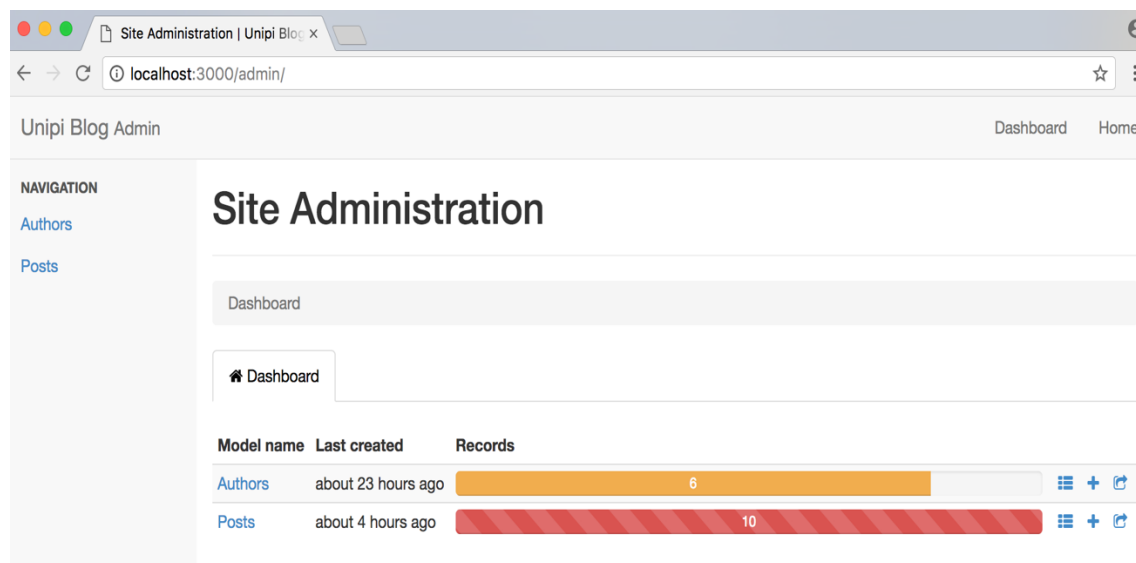 Site Administration | Unipi Blog
localhost:3000/admin/
Unipi Blog Admin
Dashboard Home
NAVIGATION
Authors
Posts
Site Administration
Dashboard
Dashboard
Model name Last created Records
Authors about 23 hours ago 6
Posts about 4 hours ago 10